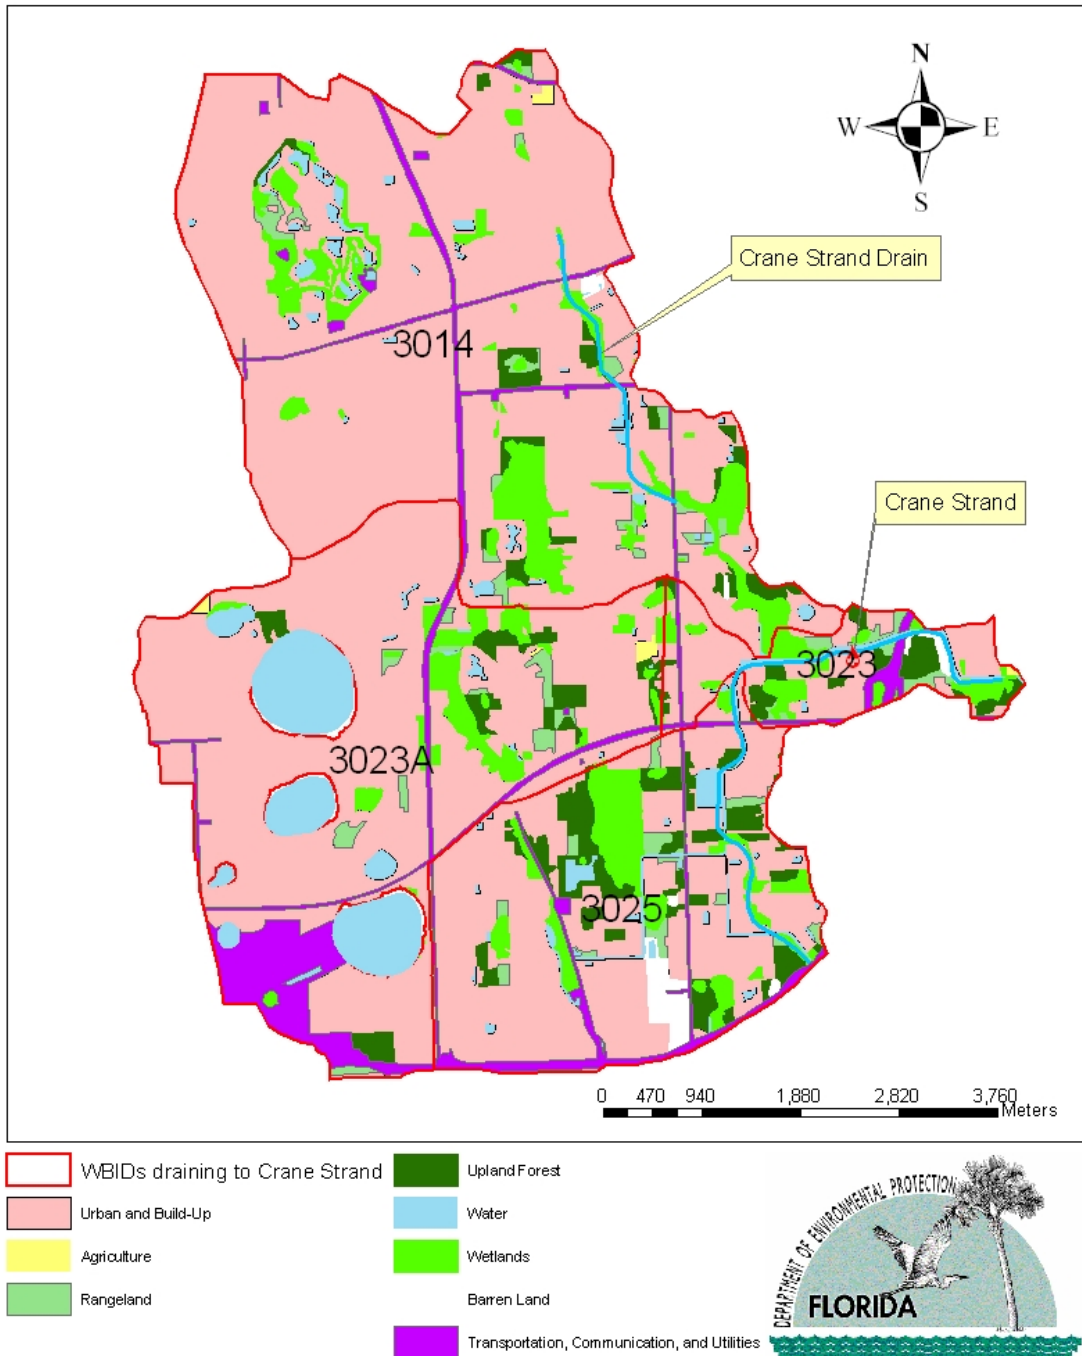 N
W E
S
Crane Strand Drain
3014
Crane Strand
3023
3023A
3025
0 470 940 1,880 2,820 3,760
Meters
WBIDs draining to Crane Strand
Urban and Build-Up
Agriculture
Rangeland
Upland Forest
Water
Wetlands
Barren Land
Transportation, Communication, and Utilities
DEPARTMENT OF ENVIRONMENTAL PROTECTION
FLORIDA